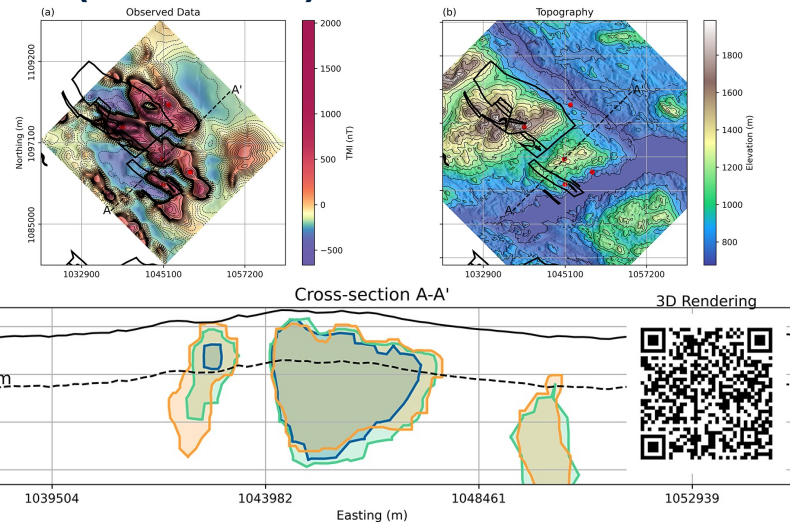 (a)
Observed Data
(b)
Topography
Northing (m)
1109200
1097100
1085000
A'
A
1032900
1045100
1057200
2000
1500
1000
500
0
−500
TMI (nT)
A'
A
1032900
1045100
1057200
1800
1600
1400
1200
1000
800
Elevation (m)
Cross-section A-A'
3D Rendering
m
1039504
1043982
1048461
1052939
Easting (m)